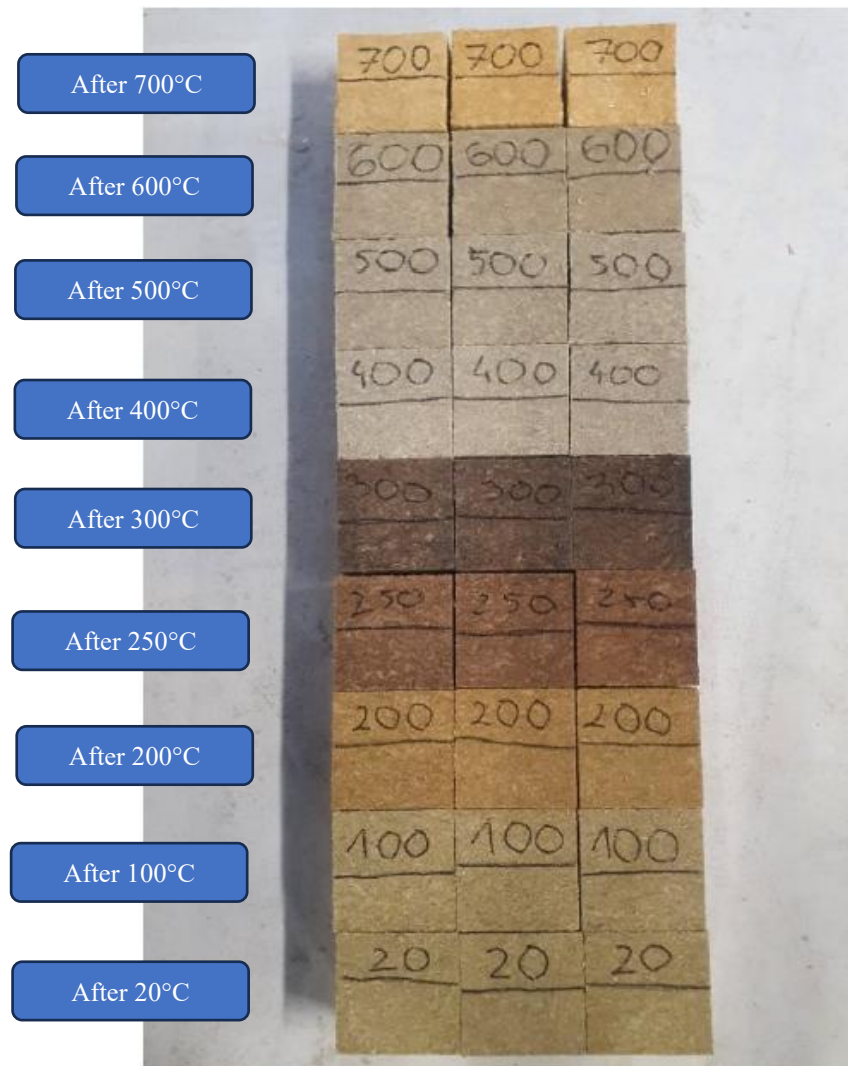 After 700°C
700 700 700
After 600°C
600 600 600
After 500°C
500 500 500
After 400°C
400 400 400
After 300°C
300 300 300
After 250°C
250 250 250
After 200°C
200 200 200
After 100°C
100 100 100
After 20°C
20 20 20